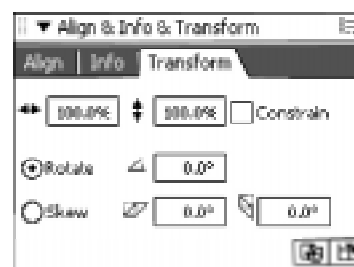 ▼ Align & Info & Transform
Align Info Transform
100.0% 100.0% Constrain
Rotate 0.0°
Skew 0.0° 0.0°